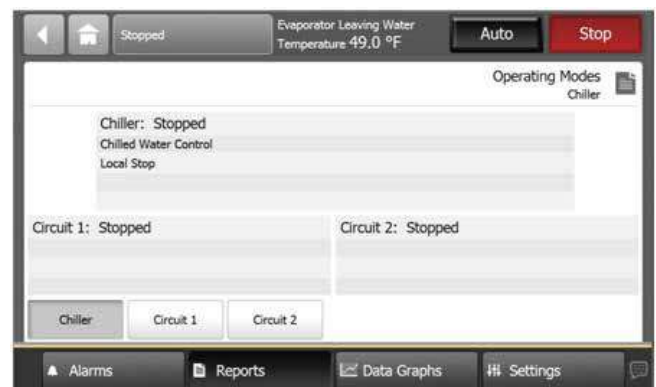 Stopped
Evaporator Leaving Water
Temperature 49.0 °F
Auto
Stop
Operating Modes
Chiller
Chiller: Stopped
Chilled Water Control
Local Stop
Circuit 1: Stopped
Circuit 2: Stopped
Chiller
Circuit 1
Circuit 2
Alarms
Reports
Data Graphs
Settings